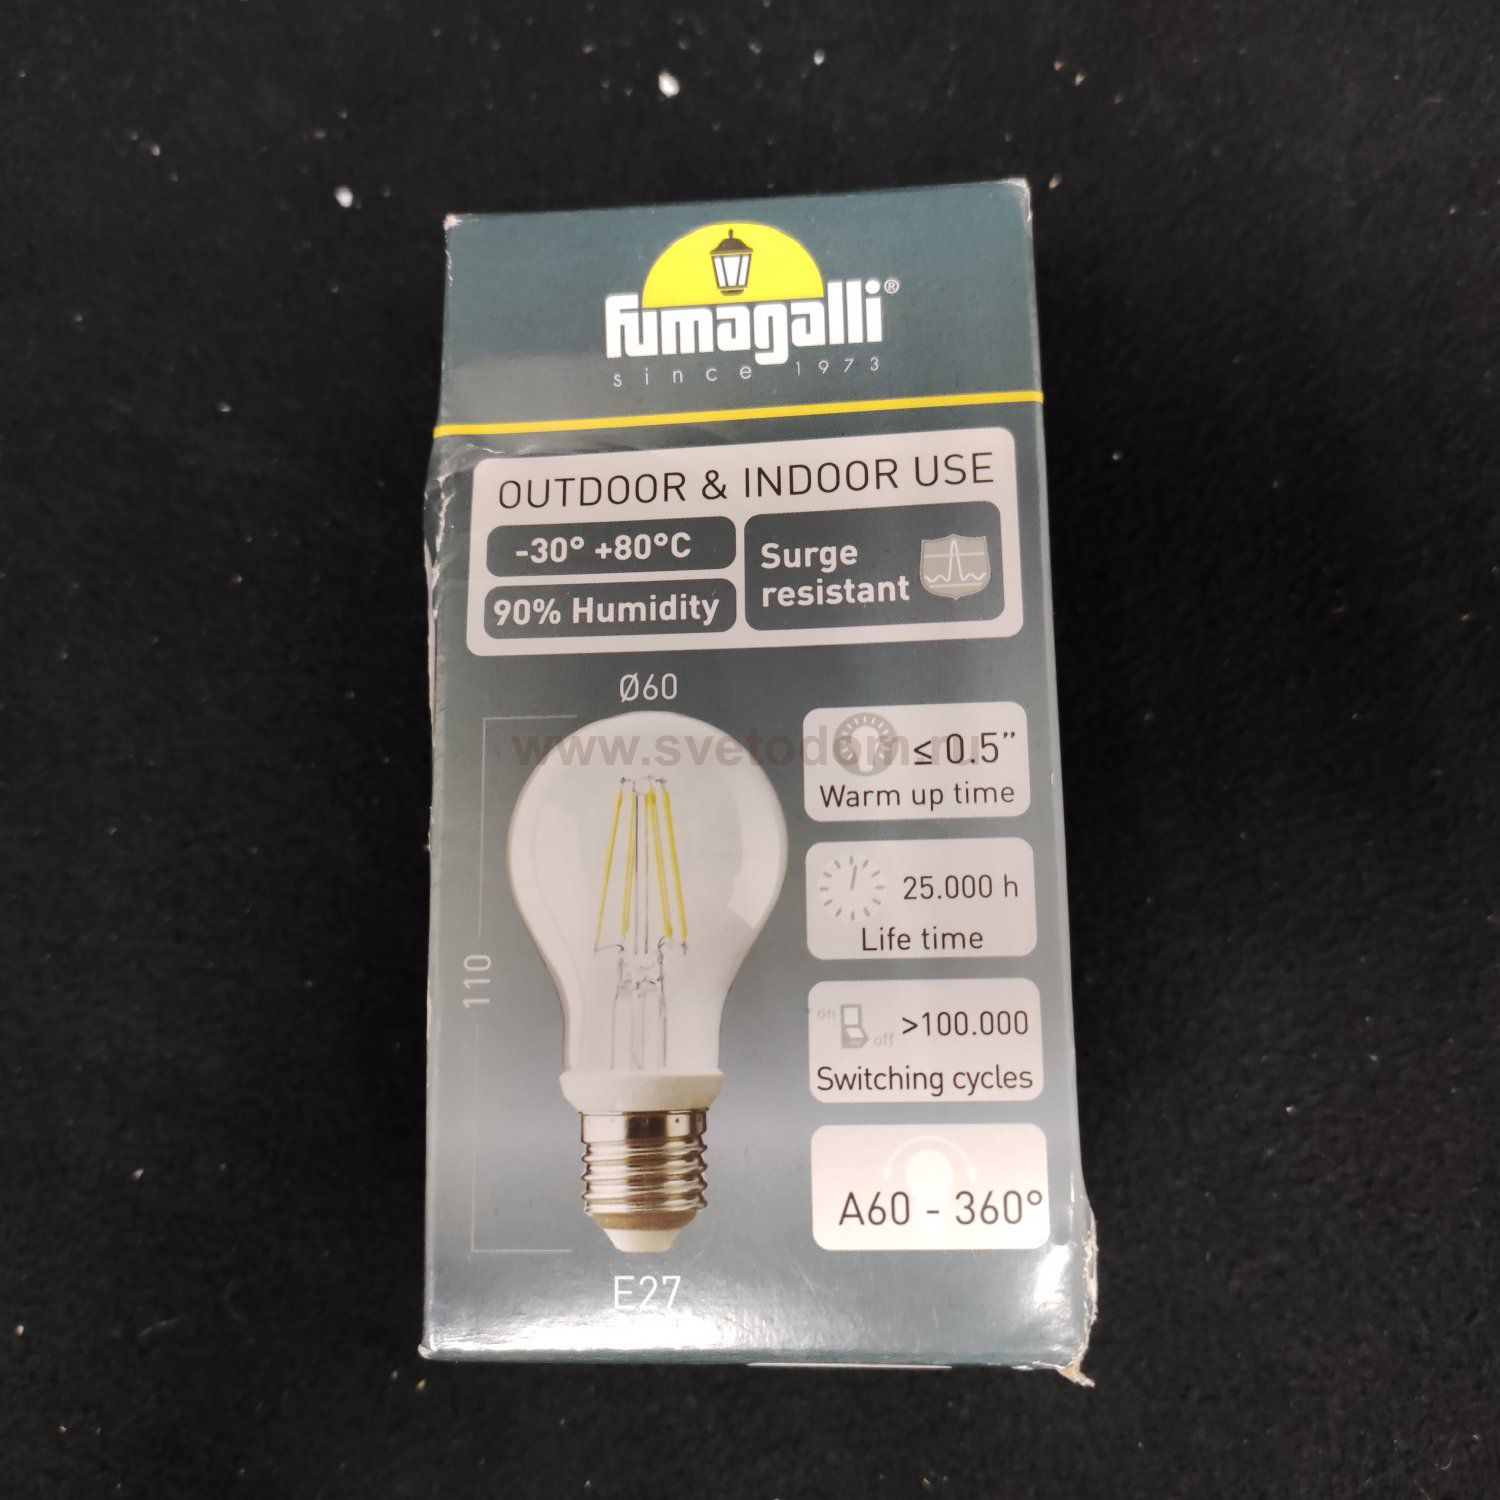 fumagalli®
since 1973
OUTDOOR & INDOOR USE
-30° +80°C
90% Humidity
Surge
resistant
Ø60
110
E27
www.svetodom.ru
≤ 0.5”
Warm up time
25.000 h
Life time
on
off
>100.000
Switching cycles
A60 - 360°